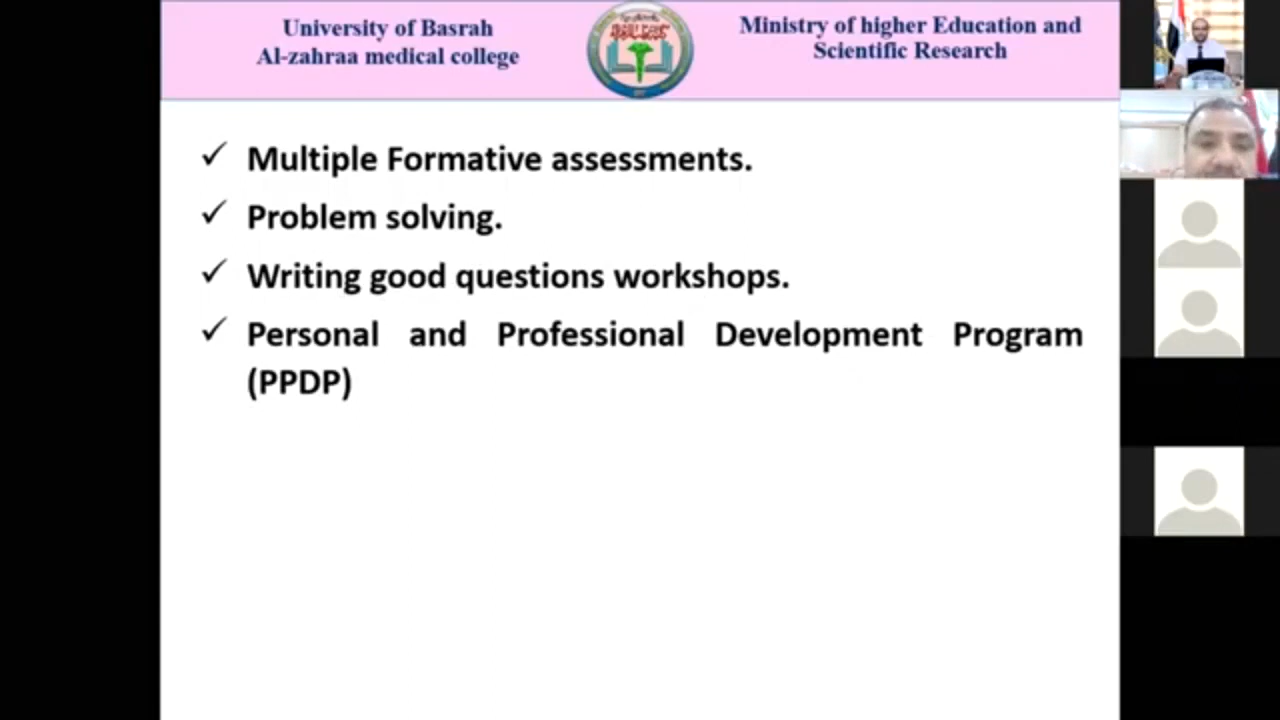 University of Basrah
Al-zahraa medical college
Ministry of higher Education and
Scientific Research
✓ Multiple Formative assessments.
✓ Problem solving.
✓ Writing good questions workshops.
✓ Personal and Professional Development Program
(PPDP)